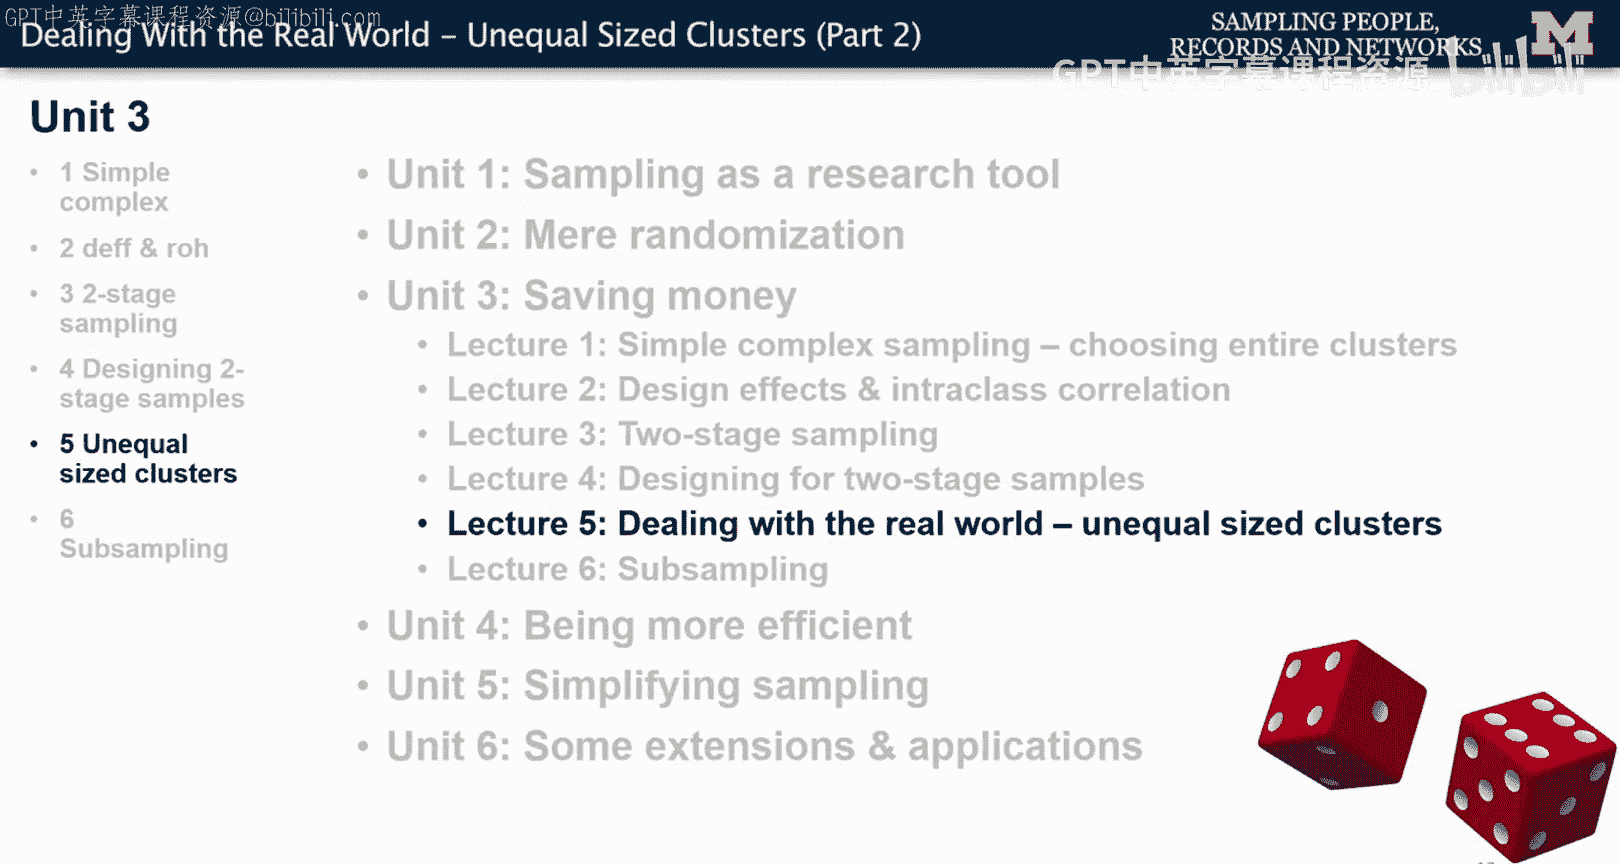 GPT中英字幕课程资源@bilibili.com
Dealing With the Real World – Unequal Sized Clusters (Part 2)
SAMPLING PEOPLE,
RECORDS AND NETWORKS
M
GPT中英字幕课程资源 bilibili
Unit 3
• 1 Simple
complex
• 2 deff & roh
• 3 2-stage
sampling
• 4 Designing 2-
stage samples
• 5 Unequal
sized clusters
• 6
Subsampling
• Unit 1: Sampling as a research tool
• Unit 2: Mere randomization
• Unit 3: Saving money
• Lecture 1: Simple complex sampling – choosing entire clusters
• Lecture 2: Design effects & intraclass correlation
• Lecture 3: Two-stage sampling
• Lecture 4: Designing for two-stage samples
• Lecture 5: Dealing with the real world – unequal sized clusters
• Lecture 6: Subsampling
• Unit 4: Being more efficient
• Unit 5: Simplifying sampling
• Unit 6: Some extensions & applications